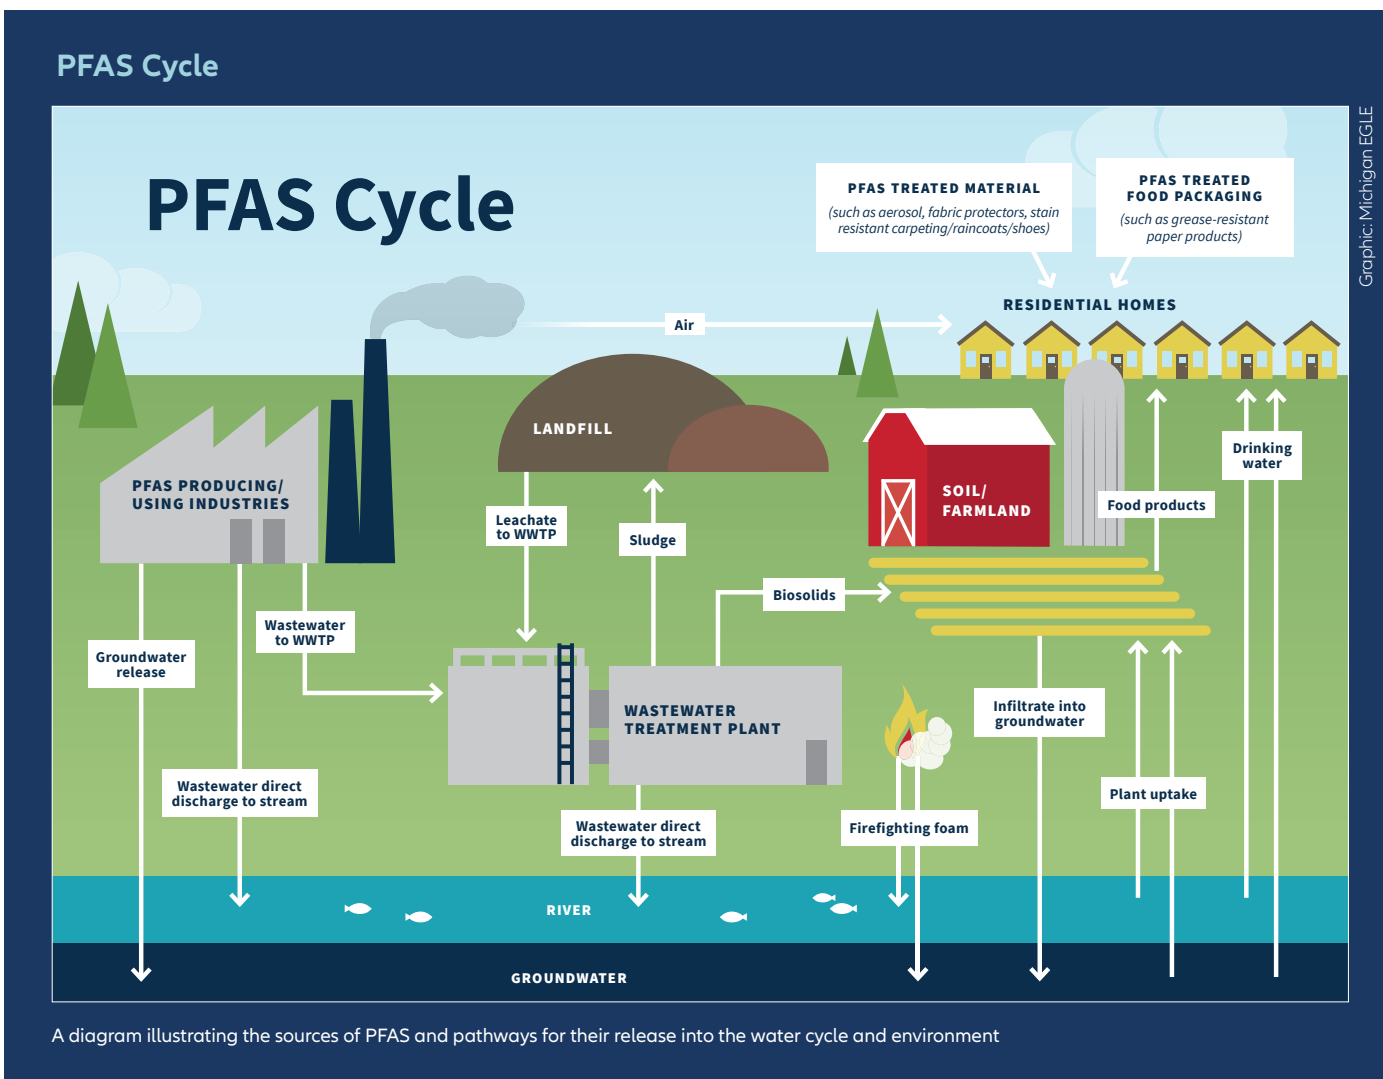 PFAS Cycle
Graphic: Michigan EGLE
PFAS Cycle
PFAS TREATED MATERIAL
(such as aerosol, fabric protectors, stain
resistant carpeting/raincoats/shoes)
PFAS TREATED
FOOD PACKAGING
(such as grease-resistant
paper products)
RESIDENTIAL HOMES
Air
LANDFILL
PFAS PRODUCING/
USING INDUSTRIES
SOIL/
FARMLAND
Drinking
water
Food products
Leachate
to WWTP
Sludge
Biosolids
Wastewater
to WWTP
Groundwater
release
WASTEWATER
TREATMENT PLANT
Infiltrate into
groundwater
Wastewater direct
discharge to stream
Plant uptake
Wastewater direct
discharge to stream
Firefighting foam
RIVER
GROUNDWATER
A diagram illustrating the sources of PFAS and pathways for their release into the water cycle and environment